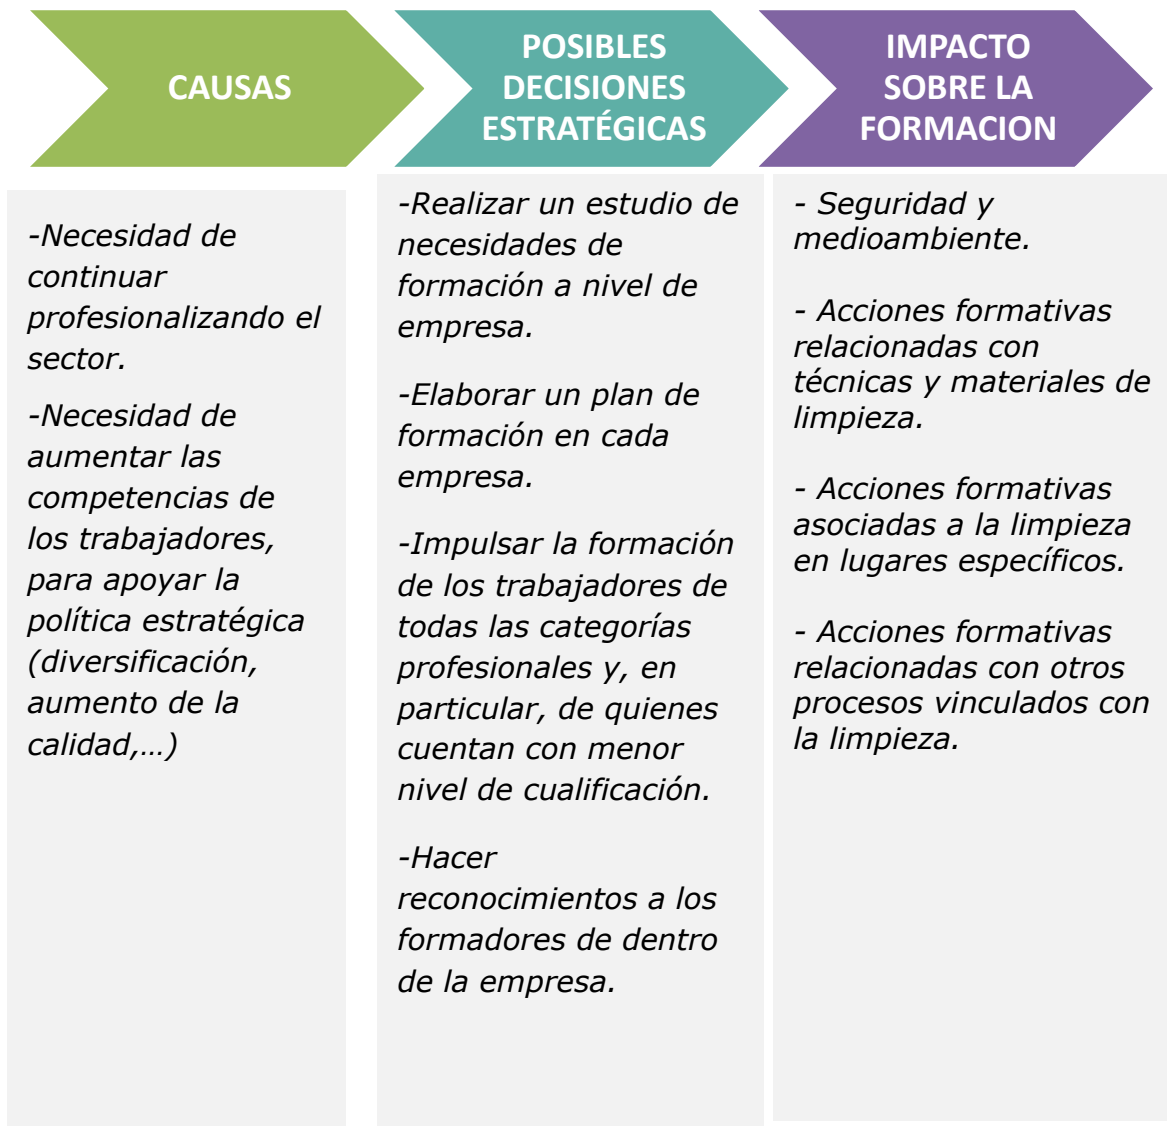 CAUSAS
POSIBLES
DECISIONES
ESTRATÉGICAS
IMPACTO
SOBRE LA
FORMACION
-Necesidad de
continuar
profesionalizando el
sector.
-Necesidad de
aumentar las
competencias de
los trabajadores,
para apoyar la
política estratégica
(diversificación,
aumento de la
calidad,…)
-Realizar un estudio de
necesidades de
formación a nivel de
empresa.
-Elaborar un plan de
formación en cada
empresa.
-Impulsar la formación
de los trabajadores de
todas las categorías
profesionales y, en
particular, de quienes
cuentan con menor
nivel de cualificación.
-Hacer
reconocimientos a los
formadores de dentro
de la empresa.
- Seguridad y
medioambiente.
- Acciones formativas
relacionadas con
técnicas y materiales de
limpieza.
- Acciones formativas
asociadas a la limpieza
en lugares específicos.
- Acciones formativas
relacionadas con otros
procesos vinculados con
la limpieza.